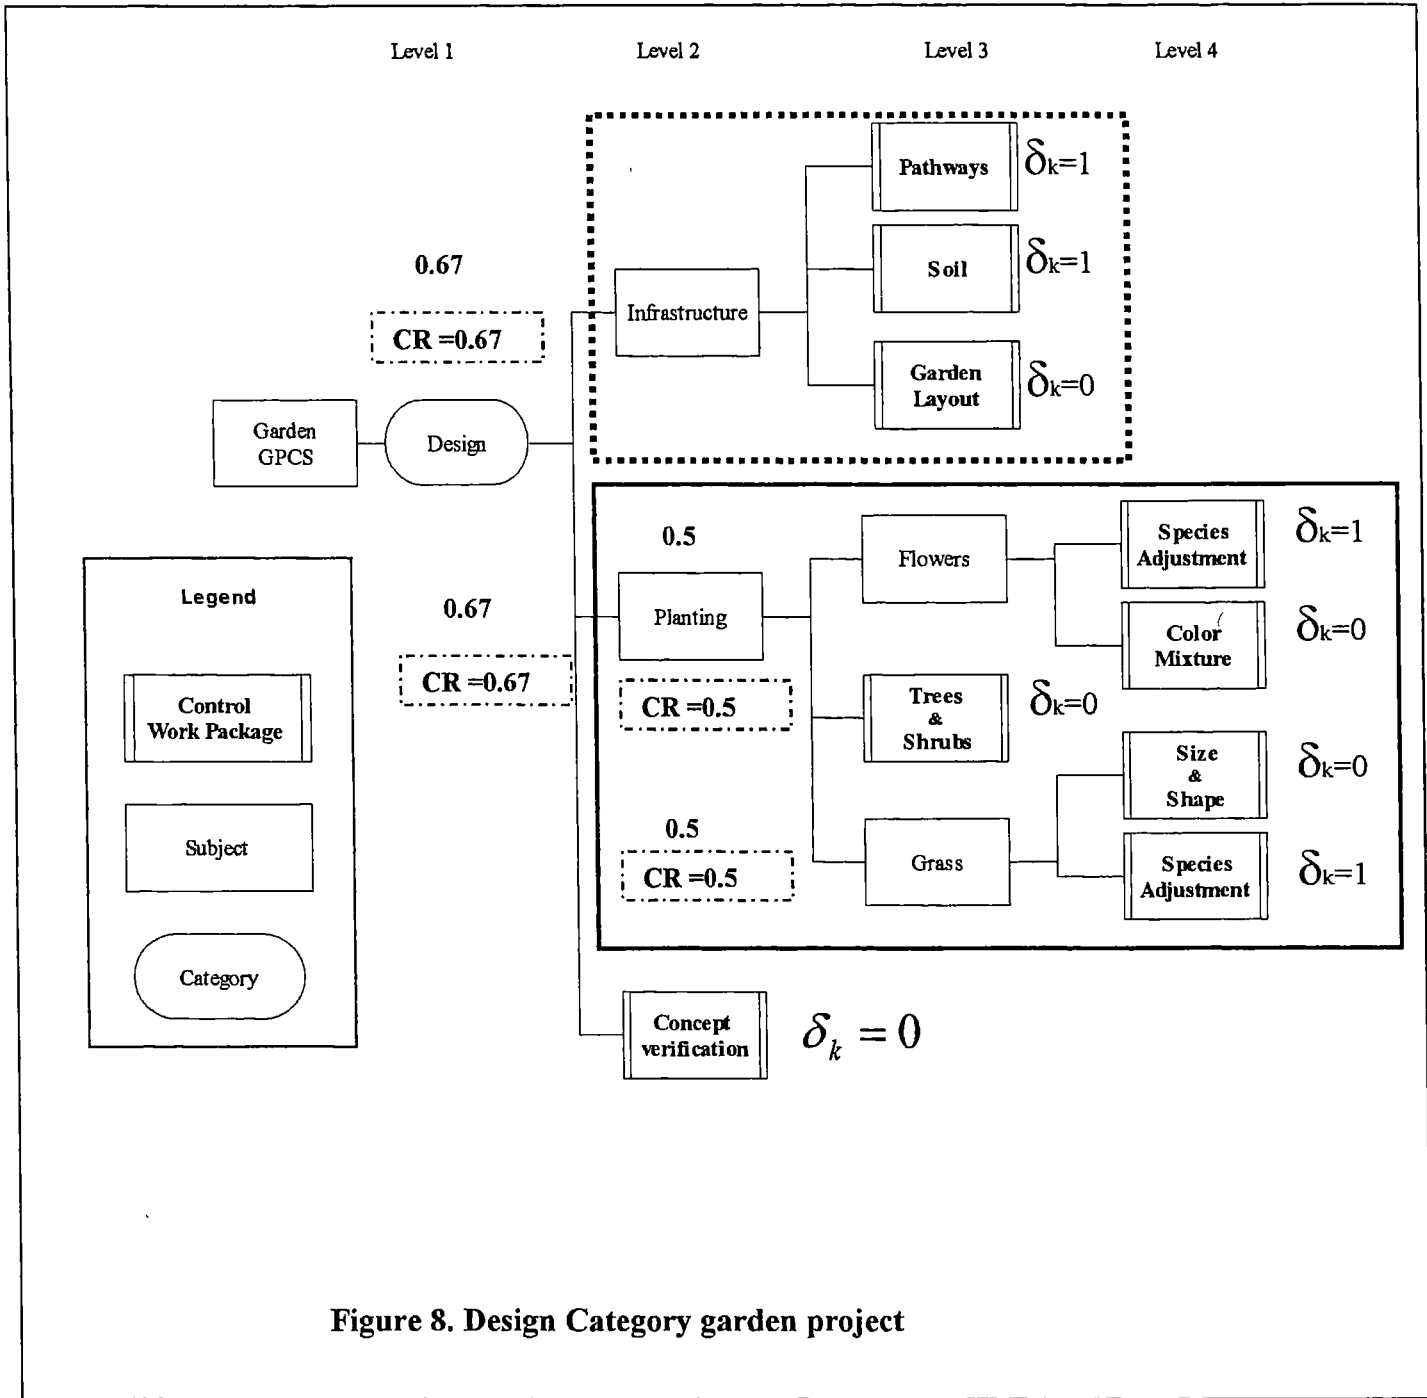 Level 1 Level 2 Level 3 Level 4
Pathways
δk=1
0.67
CR =0.67
Infrastructure
Soil
δk=1
Garden
Layout
δk=0
Garden
GPCS
Design
0.5
Flowers
Species
Adjustment
δk=1
Legend
0.67
CR =0.67
Planting
CR =0.5
Color
Mixture
δk=0
Control
Work Package
Trees
&
Shrubs
δk=0
Size
&
Shape
δk=0
Subject
0.5
CR =0.5
Grass
Species
Adjustment
δk=1
Category
Concept
verification
δk = 0
Figure 8. Design Category garden project